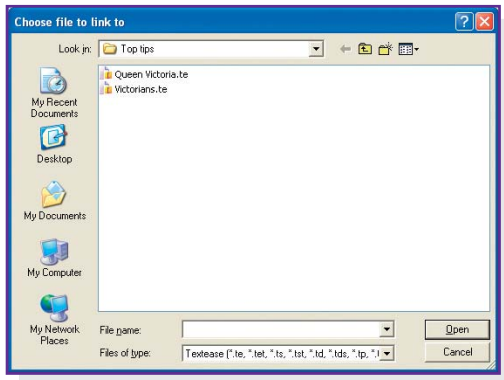 Choose file to link to
Look in: Top tips
Queen Victoria.te
Victorians.te
My Recent
Documents
Desktop
My Documents
My Computer
My Network
Places
File name:
Open
Files of type: Textease (*.te, *.tet, *.ts, *.tst, *.td, *.tds, *.tp,
Cancel